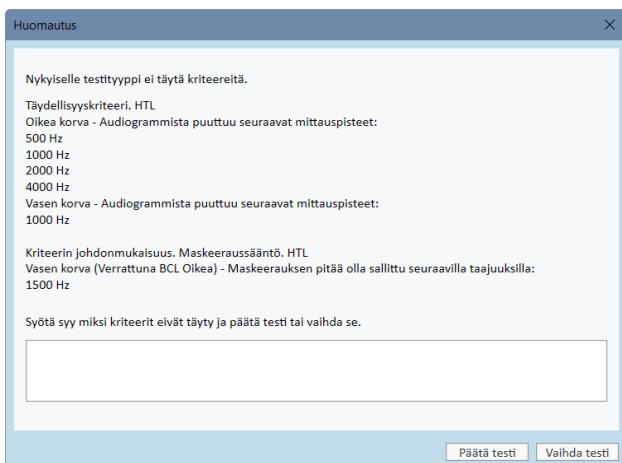 Huomautus
Nykyiselle testityyppi ei täytä kriteereitä.
Täydellisyyskriteeri. HTL
Oikea korva - Audiogrammista puuttuu seuraavat mittauspisteet:
500 Hz
1000 Hz
2000 Hz
4000 Hz
Vasen korva - Audiogrammista puuttuu seuraavat mittauspisteet:
1000 Hz
Kriteerin johdonmukaisuus. Maskeeraussääntö. HTL
Vasen korva (Verrattuna BCL Oikea) - Maskeerauksen pitää olla sallittu seuraavilla taajuuksilla:
1500 Hz
Syötä syy miksi kriteerit eivät täyty ja päätä testi tai vaihda se.
Päätä testi
Vaihda testi